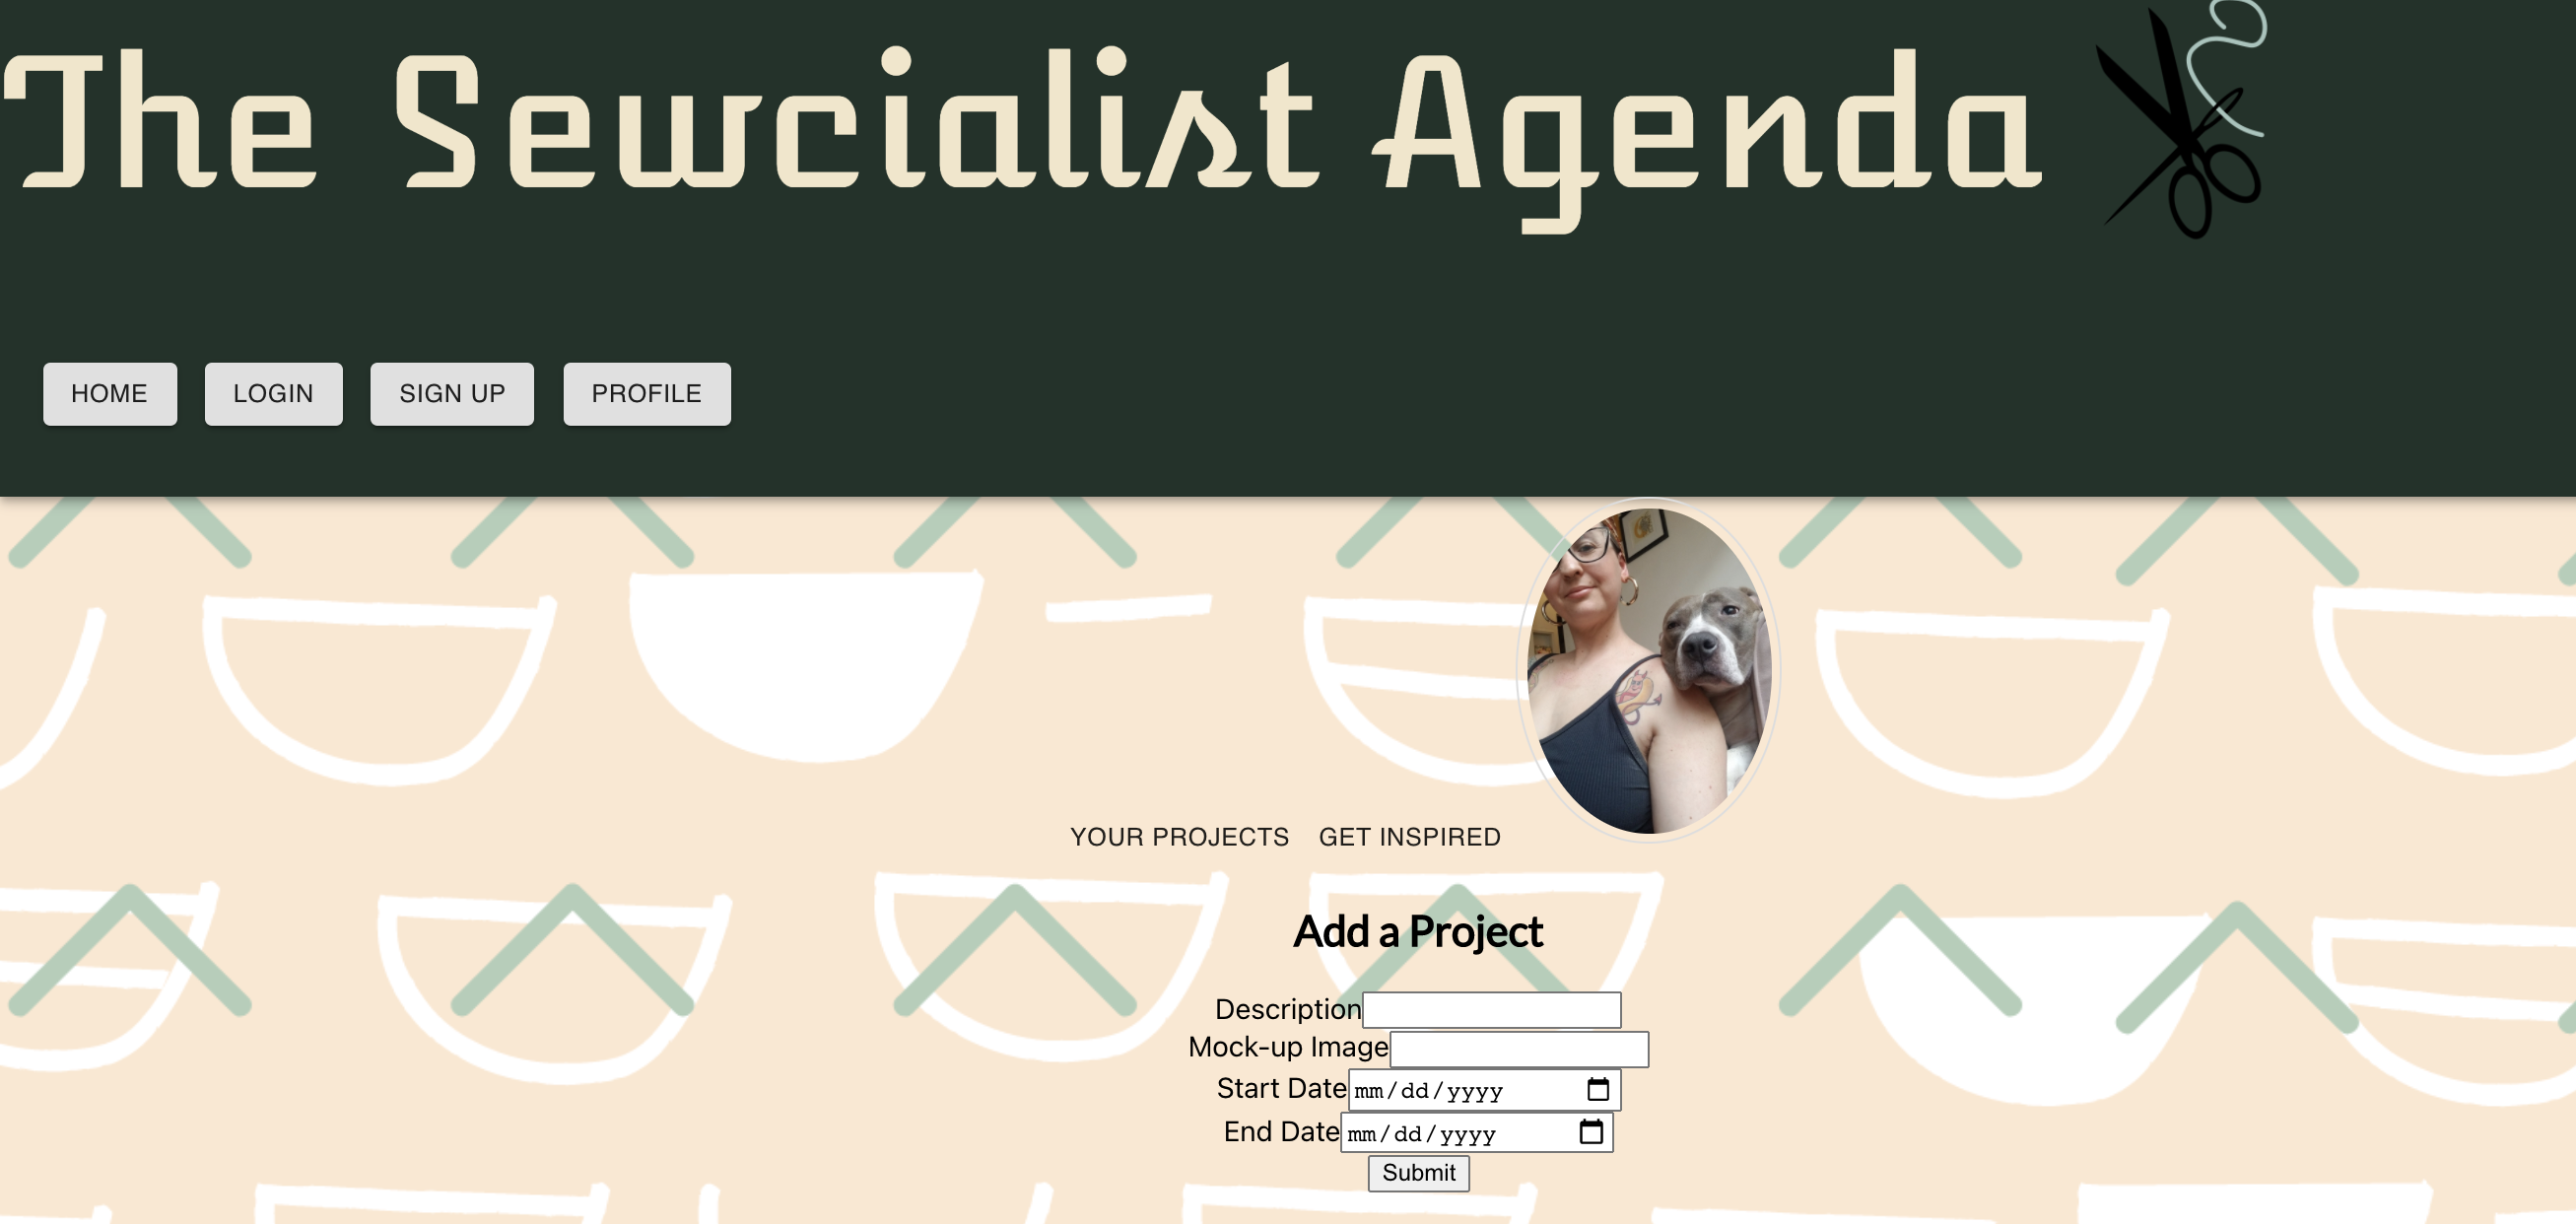 The Sewcialist Agenda
HOME LOGIN SIGN UP PROFILE
YOUR PROJECTS GET INSPIRED
Add a Project
Description
Mock-up Image
Start Date mm/dd/yyyy
End Date mm/dd/yyyy
Submit